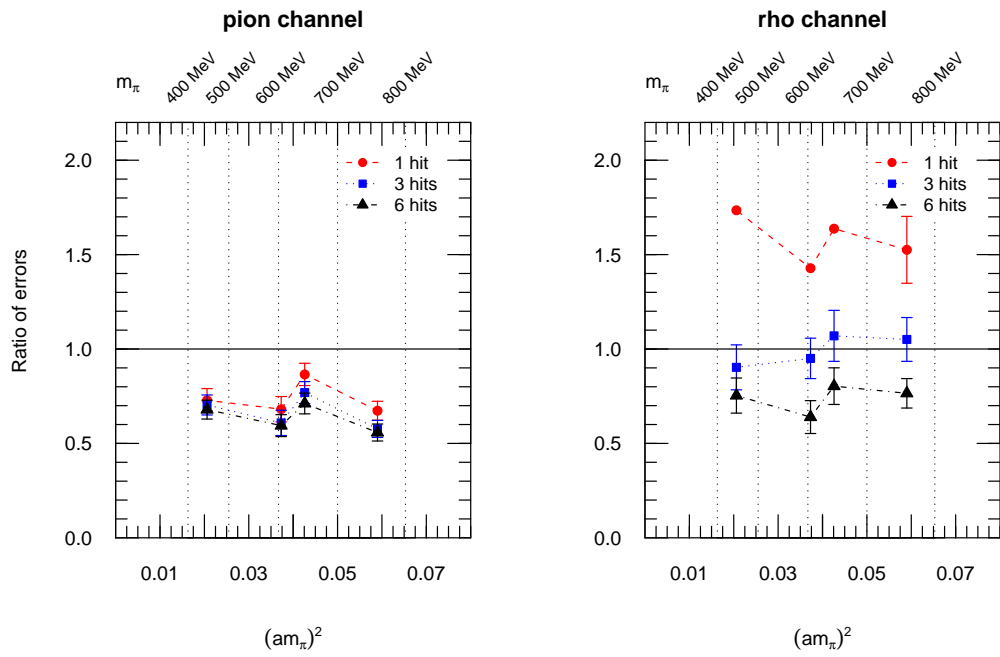 pion channel
mπ
400 MeV
500 MeV
600 MeV
700 MeV
800 MeV
1 hit
3 hits
6 hits
Ratio of errors
2.0
1.5
1.0
0.5
0.0
0.01 0.03 0.05 0.07
(amπ)²
rho channel
mπ
400 MeV
500 MeV
600 MeV
700 MeV
800 MeV
1 hit
3 hits
6 hits
2.0
1.5
1.0
0.5
0.0
0.01 0.03 0.05 0.07
(amπ)²